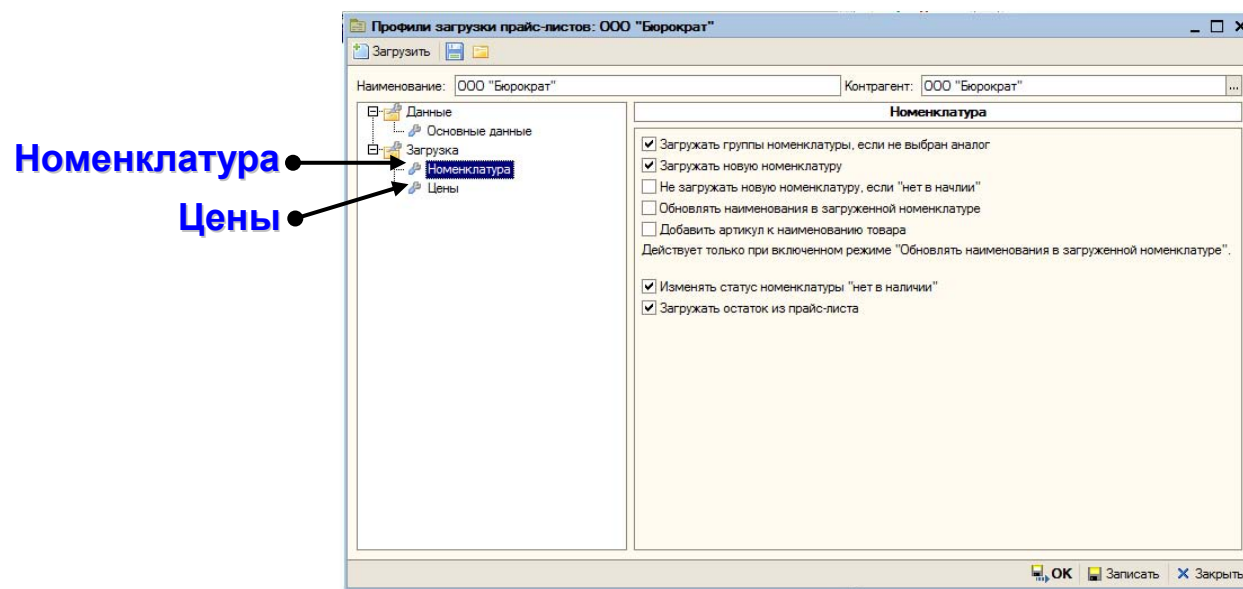 Профили загрузки прайс-листов: ООО "Бюрократ"
Загрузить
Наименование: ООО "Бюрократ" Контрагент: ООО "Бюрократ" ...
Данные
Основные данные
Загрузка
Номенклатура
Цены
Номенклатура
Цены
Номенклатура
Загружать группы номенклатуры, если не выбран аналог
Загружать новую номенклатуру
Не загружать новую номенклатуру, если "нет в начлии"
Обновлять наименования в загруженной номенклатуре
Добавить артикул к наименованию товара
Действует только при включенном режиме "Обновлять наименования в загруженной номенклатуре".
Изменять статус номенклатуры "нет в наличии"
Загружать остаток из прайс-листа
OK Записать Закрыть